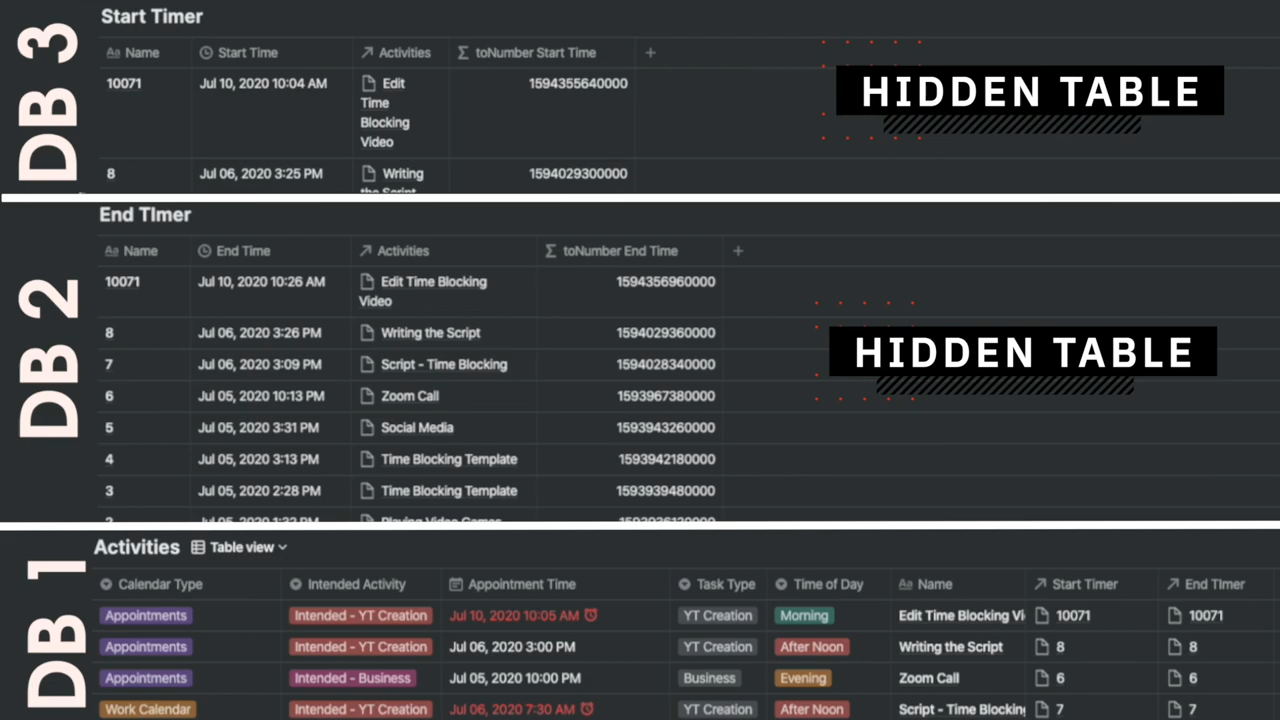 DB 3
Start Timer
Name Start Time Activities toNumber Start Time
10071 Jul 10, 2020 10:04 AM Edit Time Blocking Video 1594355640000
8 Jul 06, 2020 3:25 PM Writing the Script 1594029300000
HIDDEN TABLE
DB 2
End TImer
Name End Time Activities toNumber End Time
10071 Jul 10, 2020 10:26 AM Edit Time Blocking Video 1594356960000
8 Jul 06, 2020 3:26 PM Writing the Script 1594029360000
7 Jul 06, 2020 3:09 PM Script - Time Blocking 1594028340000
6 Jul 05, 2020 10:13 PM Zoom Call 1593967380000
5 Jul 05, 2020 3:31 PM Social Media 1593943260000
4 Jul 05, 2020 3:13 PM Time Blocking Template 1593942180000
3 Jul 05, 2020 2:28 PM Time Blocking Template 1593939480000
HIDDEN TABLE
DB 1
Activities Table view
Calendar Type Intended Activity Appointment Time Task Type Time of Day Name Start Timer End TImer
Appointments Intended - YT Creation Jul 10, 2020 10:05 AM YT Creation Morning Edit Time Blocking Vi 10071 10071
Appointments Intended - YT Creation Jul 06, 2020 3:00 PM YT Creation After Noon Writing the Script 8 8
Appointments Intended - Business Jul 05, 2020 10:00 PM Business Evening Zoom Call 6 6
Work Calendar Intended - YT Creation Jul 06, 2020 7:30 AM YT Creation After Noon Script - Time Blockin 7 7